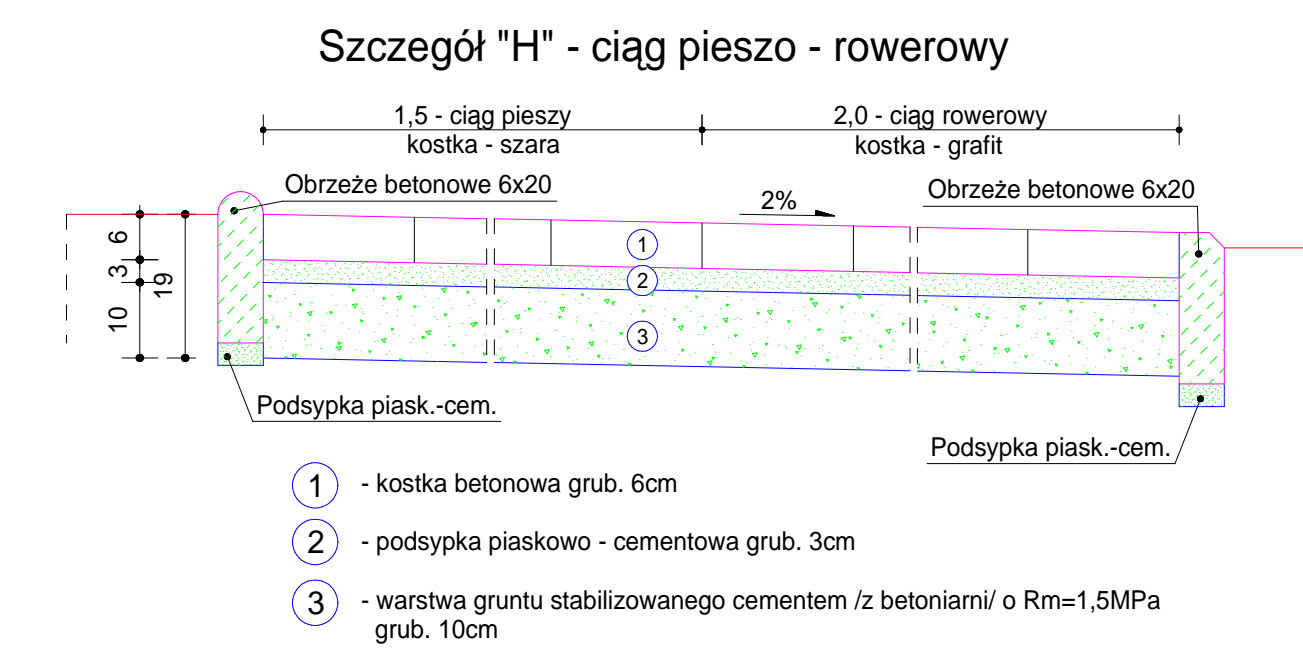 Szczegół "H" - ciąg pieszo - rowerowy
1,5 - ciąg pieszy
kostka - szara
2,0 - ciąg rowerowy
kostka - grafit
Obrzeże betonowe 6x20
2%
Obrzeże betonowe 6x20
6
3
10
19
1
2
3
Podsypka piask.-cem.
Podsypka piask.-cem.
1 - kostka betonowa grub. 6cm
2 - podsypka piaskowo - cementowa grub. 3cm
3 - warstwa gruntu stabilizowanego cementem /z betoniarni/ o Rm=1,5MPa
grub. 10cm